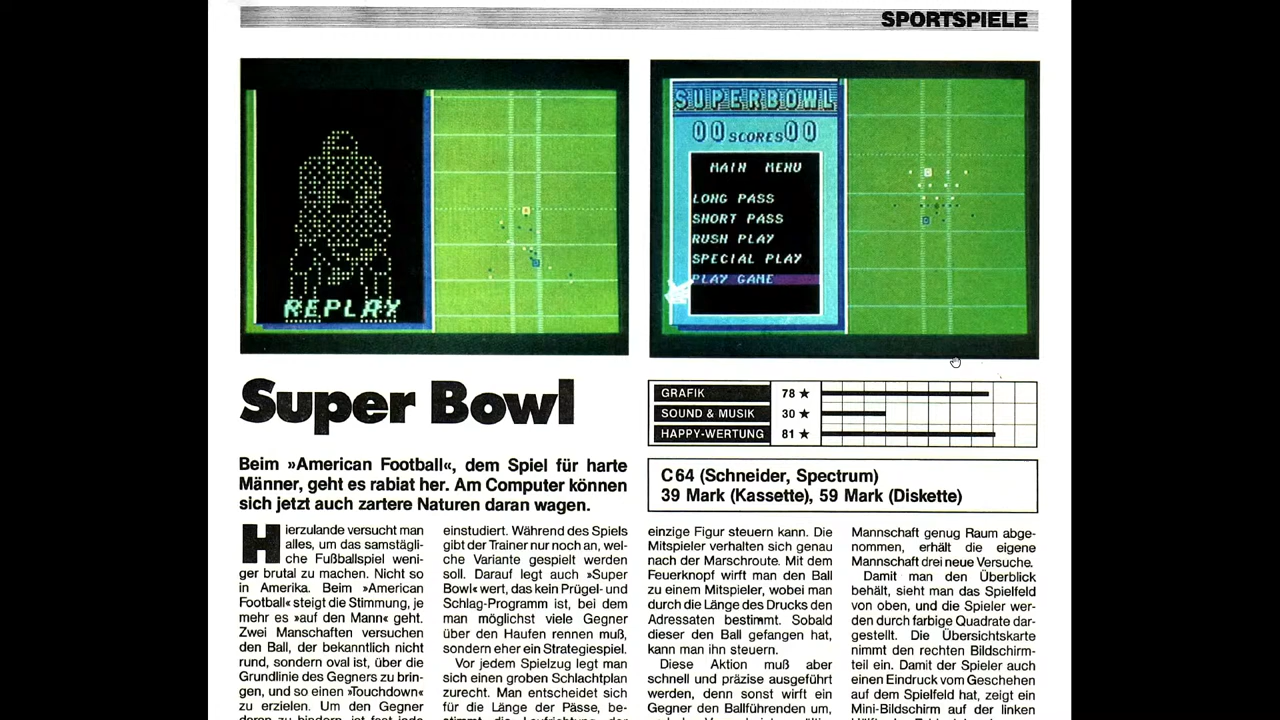 SPORTSPIELE
REPLAY
SUPERBOWL
00 SCORES 00
MAIN MENU
LONG PASS
SHORT PASS
RUSH PLAY
SPECIAL PLAY
PLAY GAME
Super Bowl
GRAFIK 78 ★
SOUND & MUSIK 30 ★
HAPPY-WERTUNG 81 ★
Beim »American Football«, dem Spiel für harte
Männer, geht es rabiat her. Am Computer können
sich jetzt auch zartere Naturen daran wagen.
C 64 (Schneider, Spectrum)
39 Mark (Kassette), 59 Mark (Diskette)
Hierzulande versucht man
alles, um das samstägli-
che Fußballspiel weni-
ger brutal zu machen. Nicht so
in Amerika. Beim »American
Football« steigt die Stimmung, je
mehr es »auf den Mann« geht.
Zwei Manschaften versuchen
den Ball, der bekanntlich nicht
rund, sondern oval ist, über die
Grundlinie des Gegners zu brin-
gen, und so einen »Touchdown«
zu erzielen. Um den Gegner
einstudiert. Während des Spiels
gibt der Trainer nur noch an, wel-
che Variante gespielt werden
soll. Darauf legt auch »Super
Bowl« wert, das kein Prügel- und
Schlag-Programm ist, bei dem
man möglichst viele Gegner
über den Haufen rennen muß,
sondern eher ein Strategiespiel.
Vor jedem Spielzug legt man
sich einen groben Schlachtplan
zurecht. Man entscheidet sich
für die Länge der Pässe, be-
einzige Figur steuern kann. Die
Mitspieler verhalten sich genau
nach der Marschroute. Mit dem
Feuerknopf wirft man den Ball
zu einem Mitspieler, wobei man
durch die Länge des Drucks den
Adressaten bestimmt. Sobald
dieser den Ball gefangen hat,
kann man ihn steuern.
Diese Aktion muß aber
schnell und präzise ausgeführt
werden, denn sonst wirft ein
Gegner den Ballführenden um,
Mannschaft genug Raum abge-
nommen, erhält die eigene
Mannschaft drei neue Versuche.
Damit man den Überblick
behält, sieht man das Spielfeld
von oben, und die Spieler wer-
den durch farbige Quadrate dar-
gestellt. Die Übersichtskarte
nimmt den rechten Bildschirm-
teil ein. Damit der Spieler auch
einen Eindruck vom Geschehen
auf dem Spielfeld hat, zeigt ein
Mini-Bildschirm auf der linken